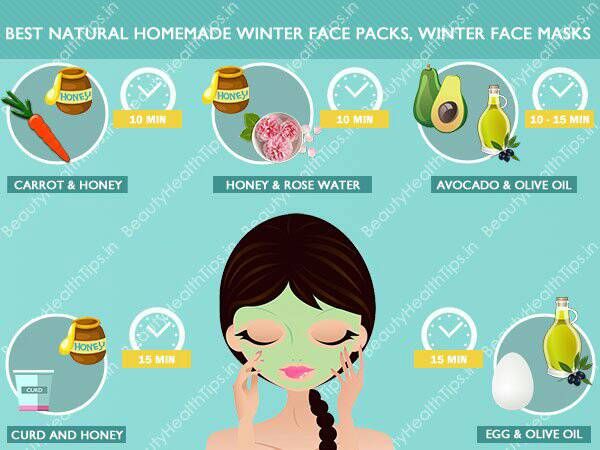 BEST NATURAL HOMEMADE WINTER FACE PACKS, WINTER FACE MASKS
HONEY
10 MIN
CARROT & HONEY
HONEY
10 MIN
HONEY & ROSE WATER
10 - 15 MIN
AVOCADO & OLIVE OIL
HONEY
CURD
15 MIN
CURD AND HONEY
15 MIN
EGG & OLIVE OIL
BeautyHealthTips.in